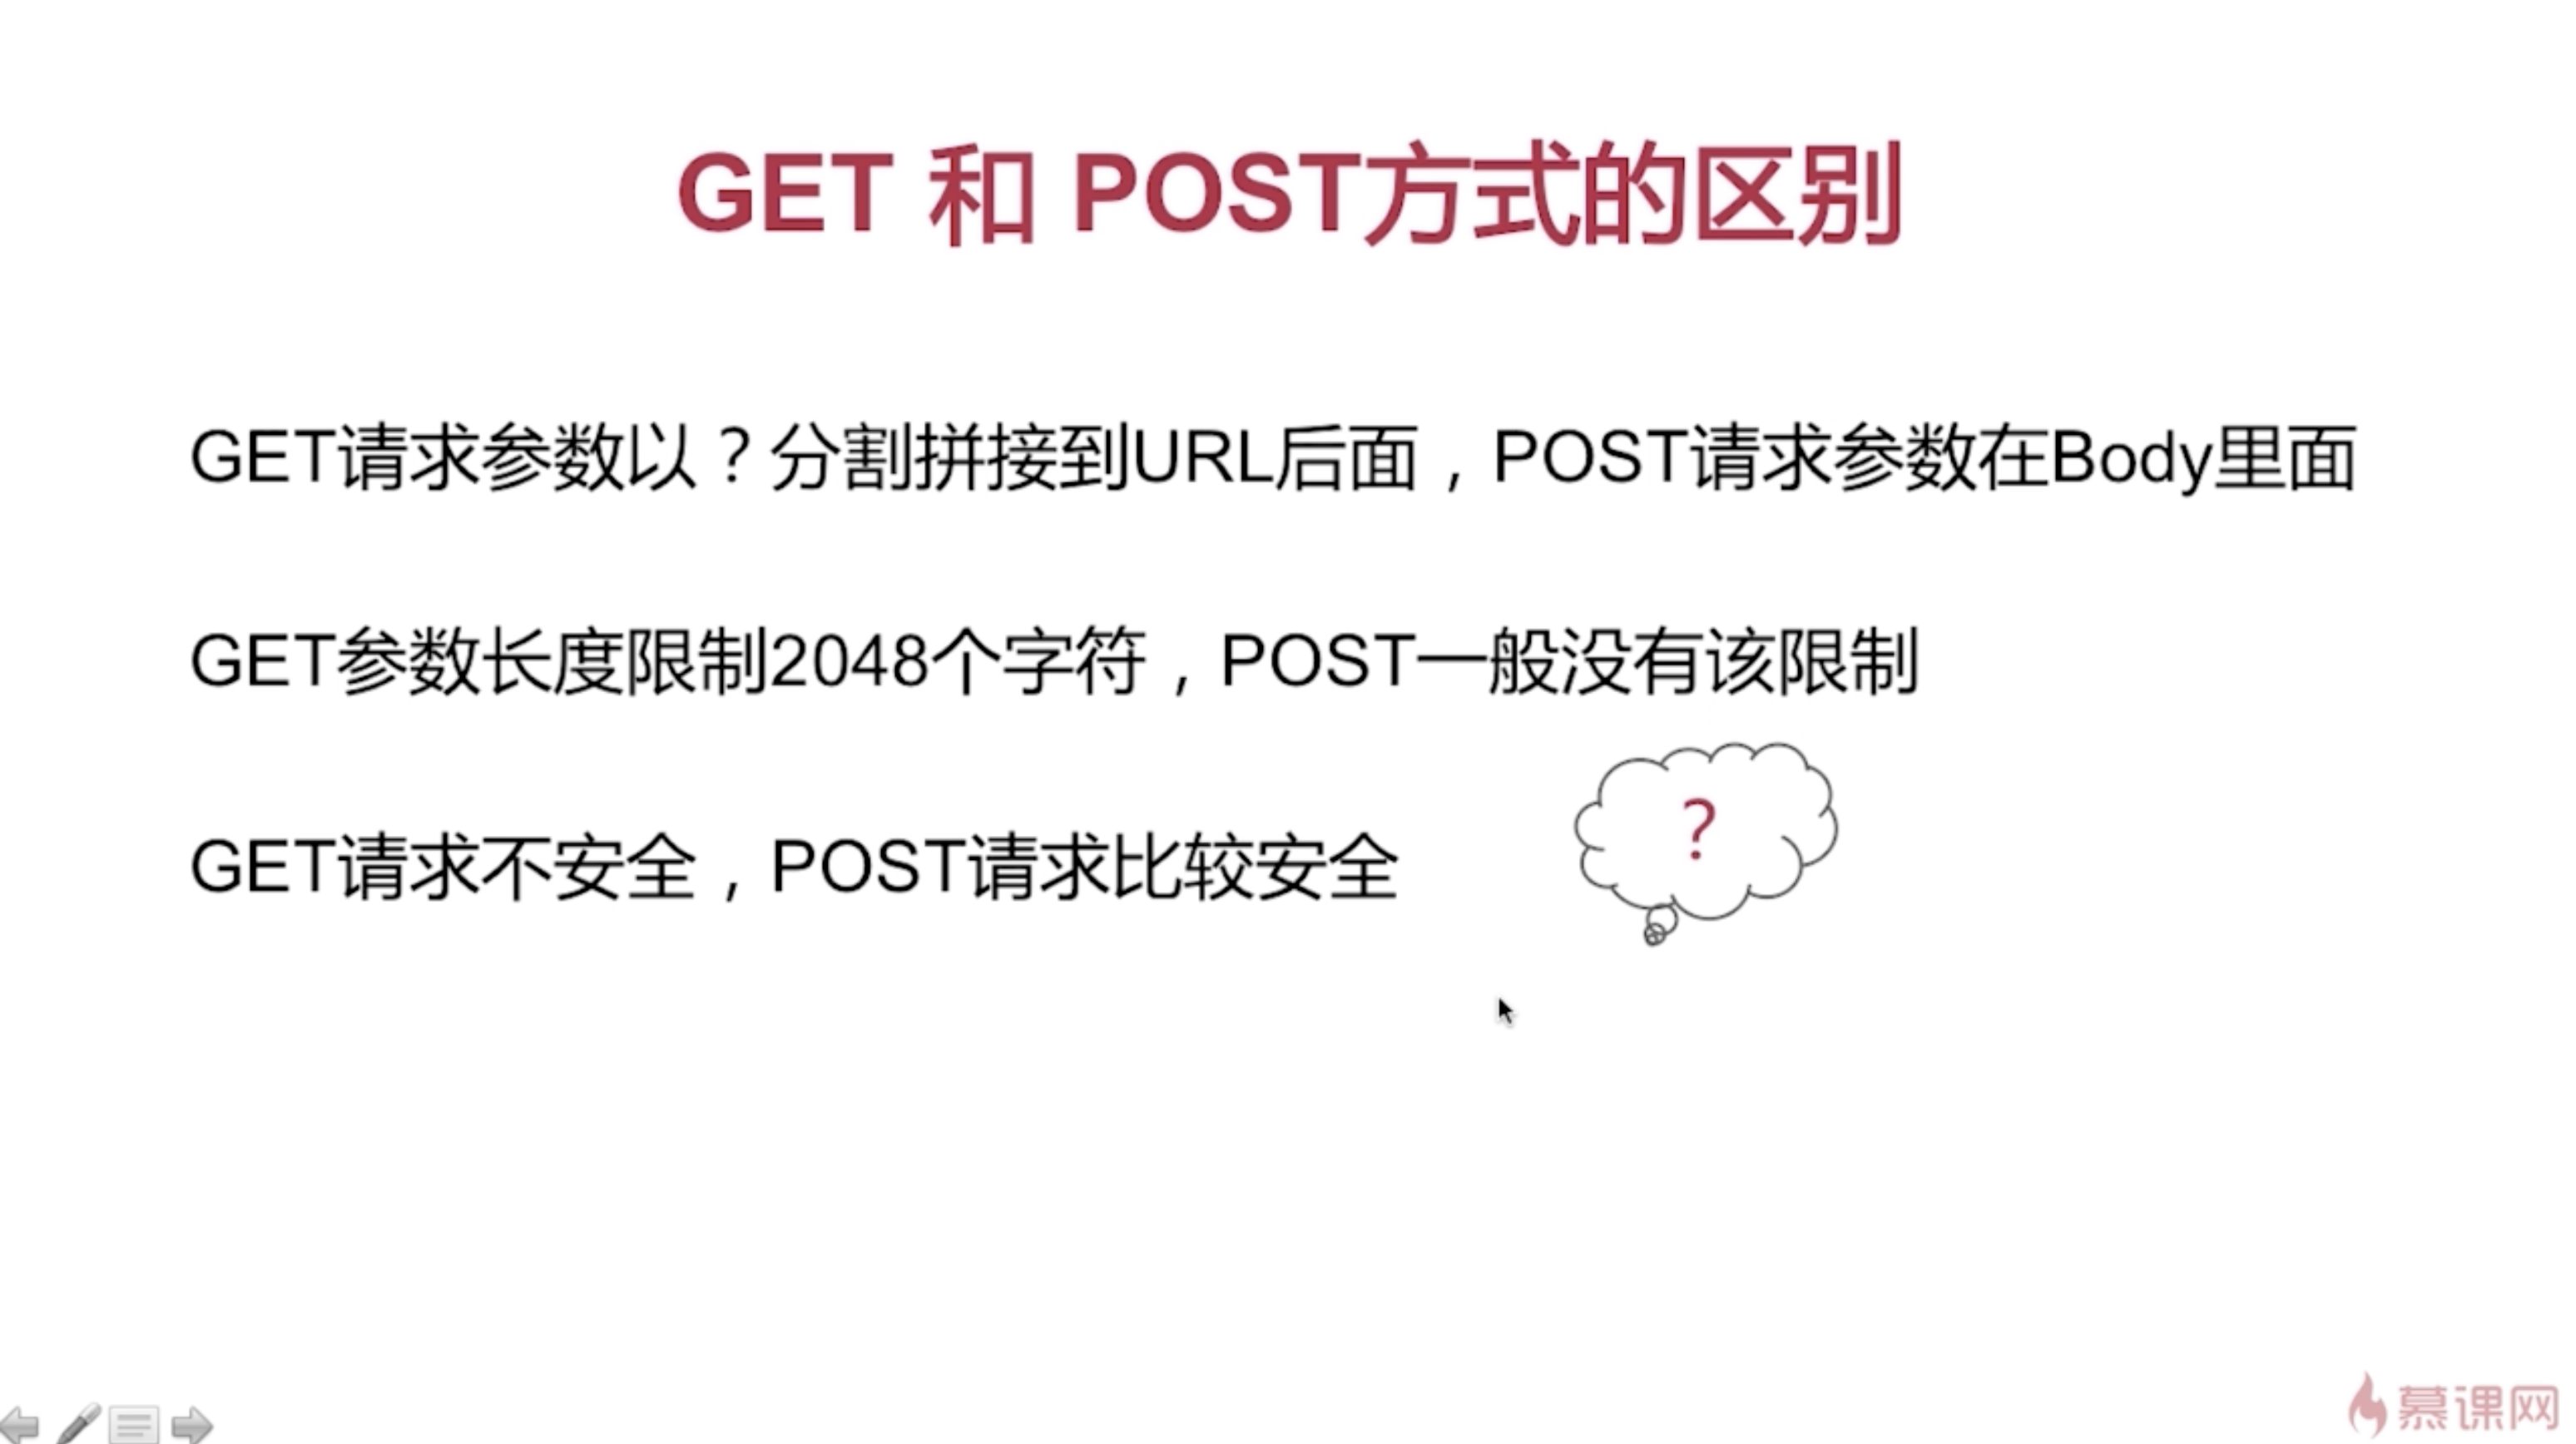 GET 和 POST方式的区别
GET请求参数以？分割拼接到URL后面，POST请求参数在Body里面
GET参数长度限制2048个字符，POST一般没有该限制
？
GET请求不安全，POST请求比较安全
慕课网